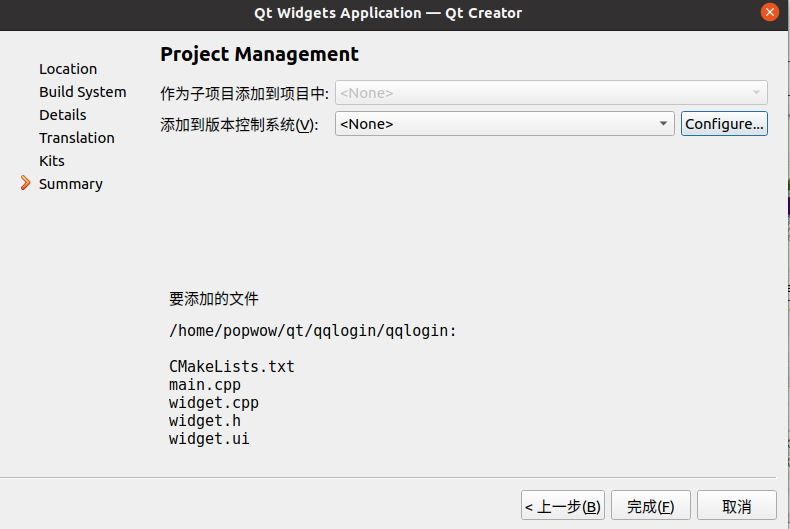 Qt Widgets Application — Qt Creator
Project Management
Location
Build System
Details
Translation
Kits
Summary
作为子项目添加到项目中:
<None>
添加到版本控制系统(V):
<None>
Configure...
要添加的文件
/home/popwow/qt/qqlogin/qqlogin:
CMakeLists.txt
main.cpp
widget.cpp
widget.h
widget.ui
< 上一步(B)
完成(F)
取消